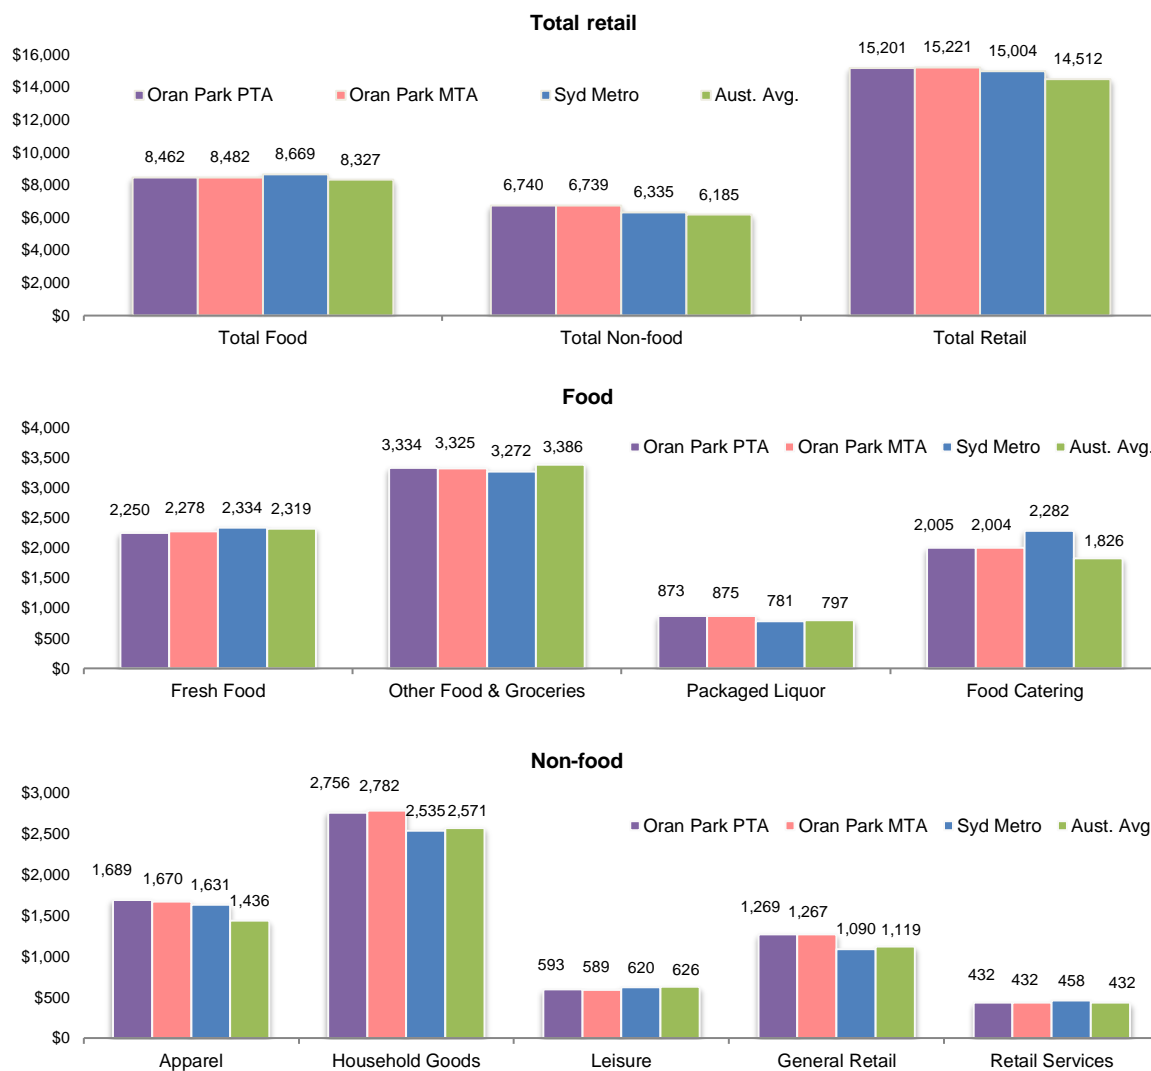 Total retail
$16,000
$14,000
$12,000
$10,000
$8,000
$6,000
$4,000
$2,000
$0
Oran Park PTA Oran Park MTA Syd Metro Aust. Avg.
8,462 8,482 8,669 8,327
6,740 6,739 6,335 6,185
15,201 15,221 15,004 14,512
Total Food Total Non-food Total Retail
Food
$4,000
$3,500
$3,000
$2,500
$2,000
$1,500
$1,000
$500
$0
Oran Park PTA Oran Park MTA Syd Metro Aust. Avg.
2,250 2,278 2,334 2,319
3,334 3,325 3,272 3,386
873 875 781 797
2,005 2,004 2,282 1,826
Fresh Food Other Food & Groceries Packaged Liquor Food Catering
Non-food
$3,000
$2,500
$2,000
$1,500
$1,000
$500
$0
Oran Park PTA Oran Park MTA Syd Metro Aust. Avg
1,689 1,670 1,631 1,436
2,756 2,782 2,535 2,571
593 589 620 626
1,269 1,267 1,090 1,119
432 432 458 432
Apparel Household Goods Leisure General Retail Retail Services